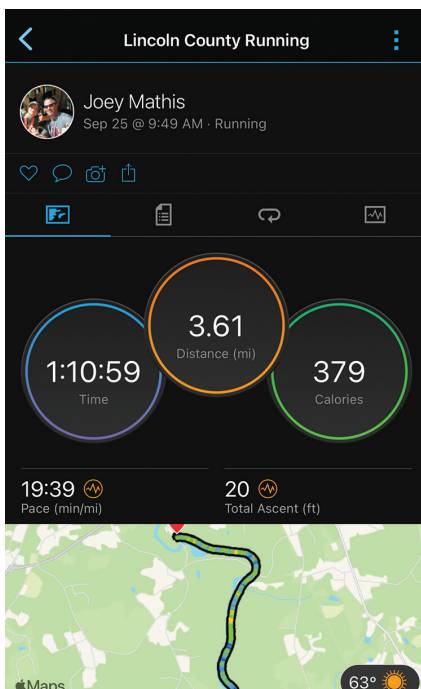 Lincoln County Running
Joey Mathis
Sep 25 @ 9:49 AM · Running
3.61
Distance (mi)
1:10:59
Time
379
Calories
19:39
Pace (min/mi)
20
Total Ascent (ft)
Maps
63°